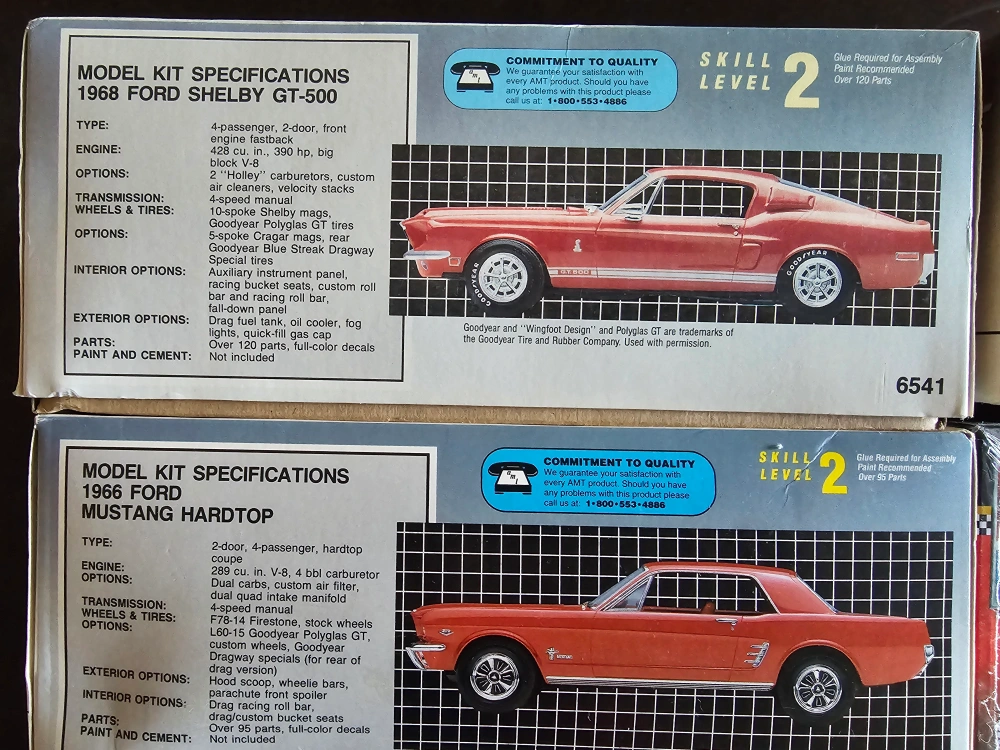 MODEL KIT SPECIFICATIONS
1968 FORD SHELBY GT-500
TYPE: 4-passenger, 2-door, front
engine fastback
ENGINE: 428 cu. in., 390 hp, big
block V-8
OPTIONS: 2 ''Holley'' carburetors, custom
air cleaners, velocity stacks
TRANSMISSION: 4-speed manual
WHEELS & TIRES: 10-spoke Shelby mags,
Goodyear Polyglas GT tires
OPTIONS: 5-spoke Cragar mags, rear
Goodyear Blue Streak Dragway
Special tires
INTERIOR OPTIONS: Auxiliary instrument panel,
racing bucket seats, custom roll
bar and racing roll bar,
fall-down panel
EXTERIOR OPTIONS: Drag fuel tank, oil cooler, fog
lights, quick-fill gas cap
PARTS: Over 120 parts, full-color decals
PAINT AND CEMENT: Not included
amt
COMMITMENT TO QUALITY
We guarantee your satisfaction with
every AMT product. Should you have
any problems with this product please
call us at: 1•800•553•4886
SKILL
LEVEL 2
Glue Required for Assembly
Paint Recommended
Over 120 Parts
GOODYEAR
G.T. 500
GOODYEAR
Goodyear and ''Wingfoot Design'' and Polyglas GT are trademarks of
the Goodyear Tire and Rubber Company. Used with permission.
6541
MODEL KIT SPECIFICATIONS
1966 FORD
MUSTANG HARDTOP
TYPE: 2-door, 4-passenger, hardtop
coupe
ENGINE: 289 cu. in. V-8, 4 bbl carburetor
OPTIONS: Dual carbs, custom air filter,
dual quad intake manifold
TRANSMISSION: 4-speed manual
WHEELS & TIRES: F78-14 Firestone, stock wheels
OPTIONS: L60-15 Goodyear Polyglas GT,
custom wheels, Goodyear
Dragway specials (for rear of
drag version)
EXTERIOR OPTIONS: Hood scoop, wheelie bars,
parachute front spoiler
INTERIOR OPTIONS: Drag racing roll bar,
drag/custom bucket seats
PARTS: Over 95 parts, full-color decals
PAINT AND CEMENT: Not included
amt
COMMITMENT TO QUALITY
We guarantee your satisfaction with
every AMT product. Should you have
any problems with this product please
call us at: 1•800•553•4886
SKILL
LEVEL 2
Glue Required for Assembly
Paint Recommended
Over 95 Parts
MUSTANG